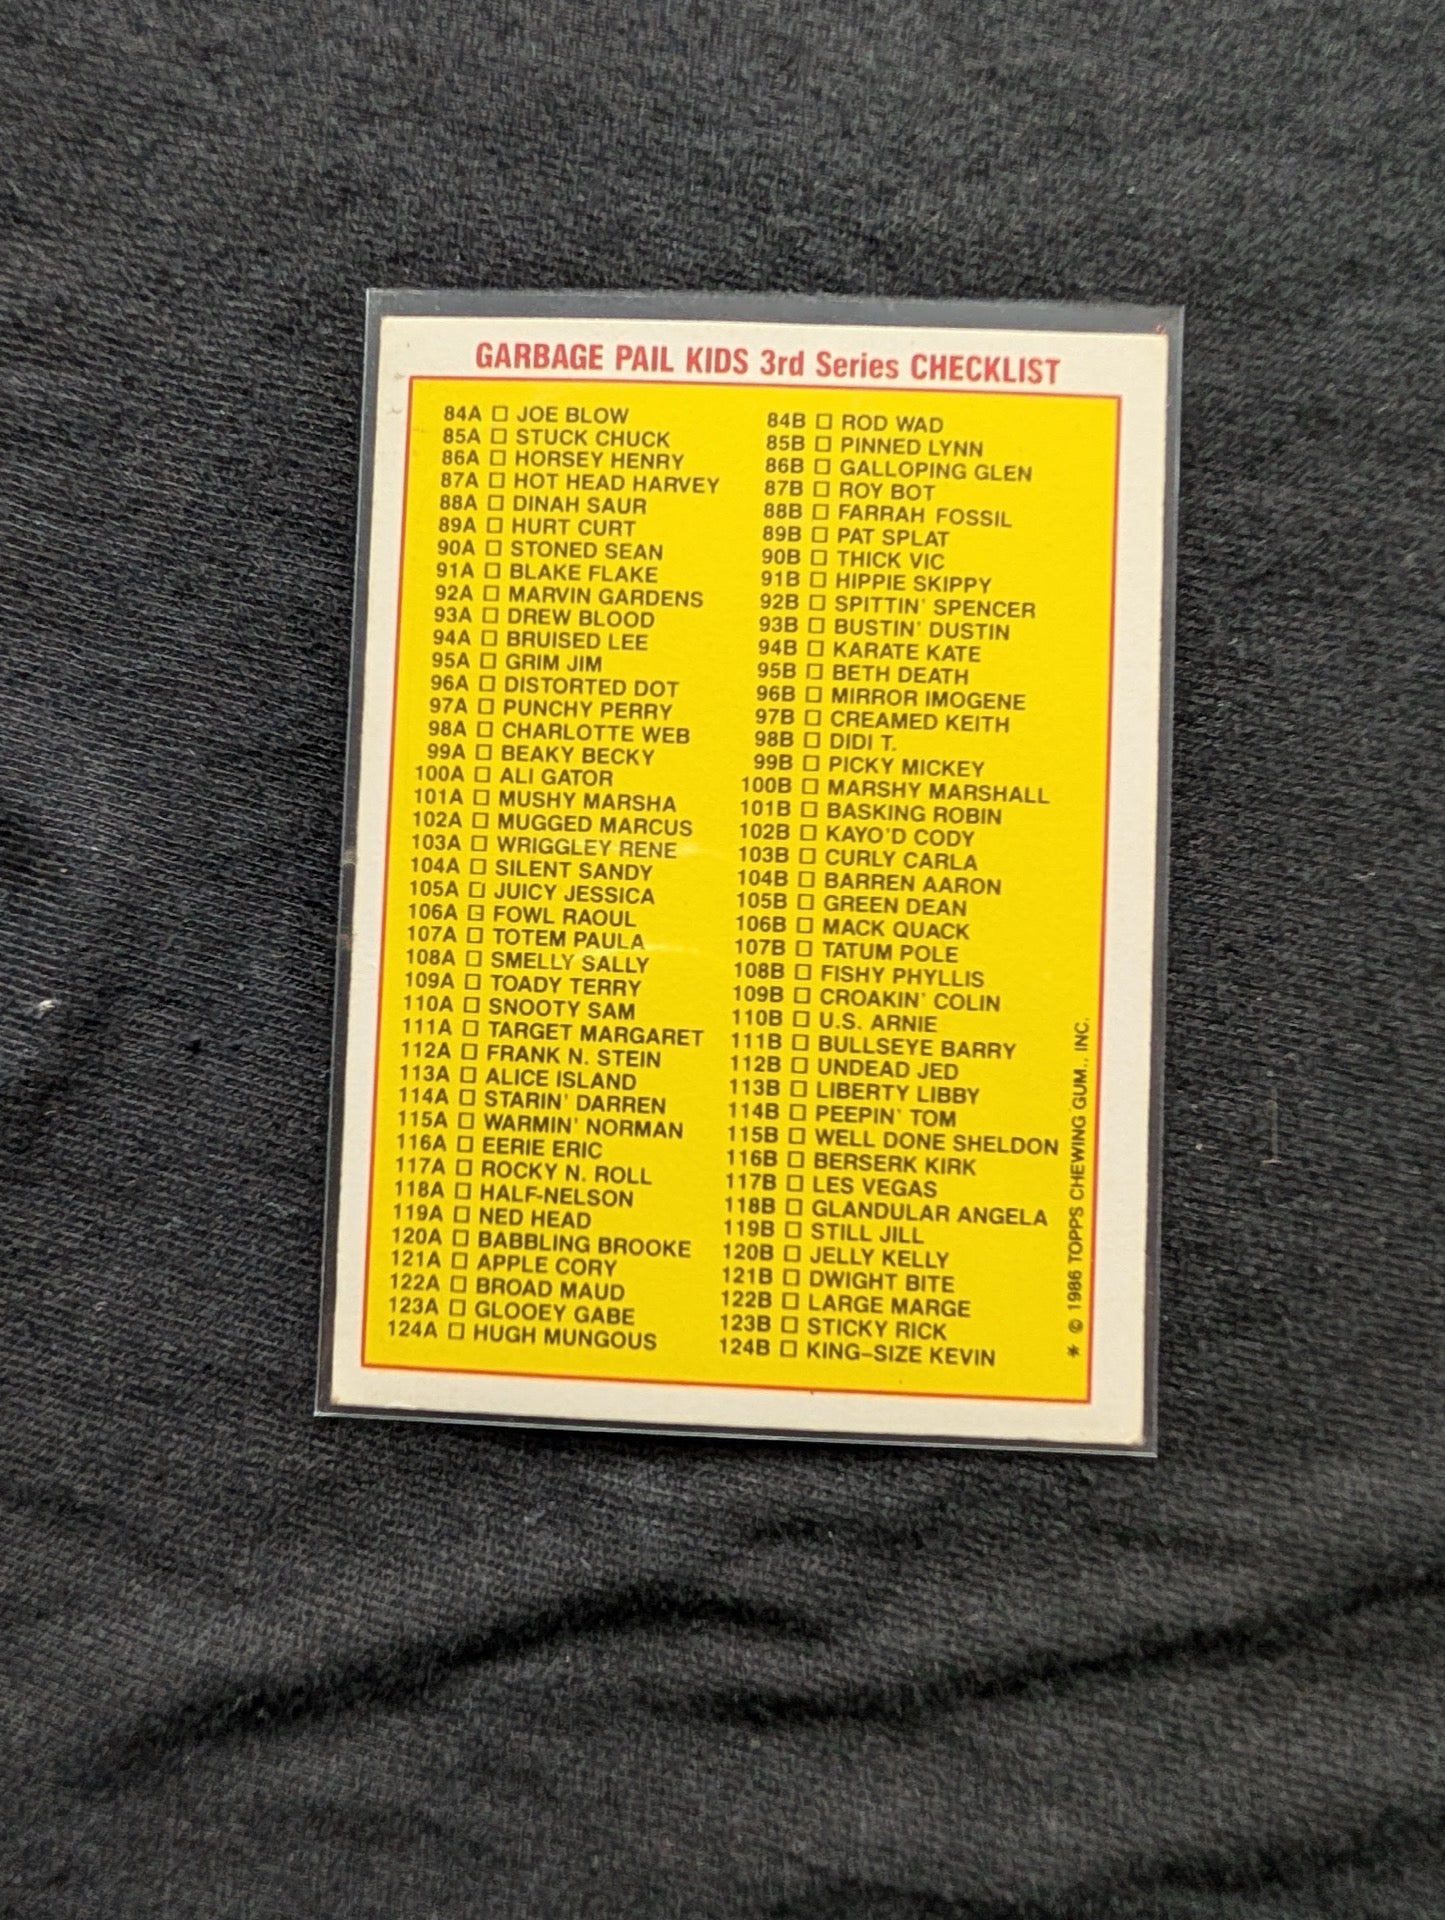 GARBAGE PAIL KIDS 3rd Series CHECKLIST
84A □ JOE BLOW
85A □ STUCK CHUCK
86A □ HORSEY HENRY
87A □ HOT HEAD HARVEY
88A □ DINAH SAUR
89A □ HURT CURT
90A □ STONED SEAN
91A □ BLAKE FLAKE
92A □ MARVIN GARDENS
93A □ DREW BLOOD
94A □ BRUISED LEE
95A □ GRIM JIM
96A □ DISTORTED DOT
97A □ PUNCHY PERRY
98A □ CHARLOTTE WEB
99A □ BEAKY BECKY
100A □ ALI GATOR
101A □ MUSHY MARSHA
102A □ MUGGED MARCUS
103A □ WRIGGLEY RENE
104A □ SILENT SANDY
105A □ JUICY JESSICA
106A □ FOWL RAOUL
107A □ TOTEM PAULA
108A □ SMELLY SALLY
109A □ TOADY TERRY
110A □ SNOOTY SAM
111A □ TARGET MARGARET
112A □ FRANK N. STEIN
113A □ ALICE ISLAND
114A □ STARIN' DARREN
115A □ WARMIN' NORMAN
116A □ EERIE ERIC
117A □ ROCKY N. ROLL
118A □ HALF-NELSON
119A □ NED HEAD
120A □ BABBLING BROOKE
121A □ APPLE CORY
122A □ BROAD MAUD
123A □ GLOOEY GABE
124A □ HUGH MUNGOUS
84B □ ROD WAD
85B □ PINNED LYNN
86B □ GALLOPING GLEN
87B □ ROY BOT
88B □ FARRAH FOSSIL
89B □ PAT SPLAT
90B □ THICK VIC
91B □ HIPPIE SKIPPY
92B □ SPITTIN' SPENCER
93B □ BUSTIN' DUSTIN
94B □ KARATE KATE
95B □ BETH DEATH
96B □ MIRROR IMOGENE
97B □ CREAMED KEITH
98B □ DIDI T.
99B □ PICKY MICKEY
100B □ MARSHY MARSHALL
101B □ BASKING ROBIN
102B □ KAYO'D CODY
103B □ CURLY CARLA
104B □ BARREN AARON
105B □ GREEN DEAN
106B □ MACK QUACK
107B □ TATUM POLE
108B □ FISHY PHYLLIS
109B □ CROAKIN' COLIN
110B □ U.S. ARNIE
111B □ BULLSEYE BARRY
112B □ UNDEAD JED
113B □ LIBERTY LIBBY
114B □ PEEPIN' TOM
115B □ WELL DONE SHELDON
116B □ BERSERK KIRK
117B □ LES VEGAS
118B □ GLANDULAR ANGELA
119B □ STILL JILL
120B □ JELLY KELLY
121B □ DWIGHT BITE
122B □ LARGE MARGE
123B □ STICKY RICK
124B □ KING–SIZE KEVIN
* © 1986 TOPPS CHEWING GUM., INC.